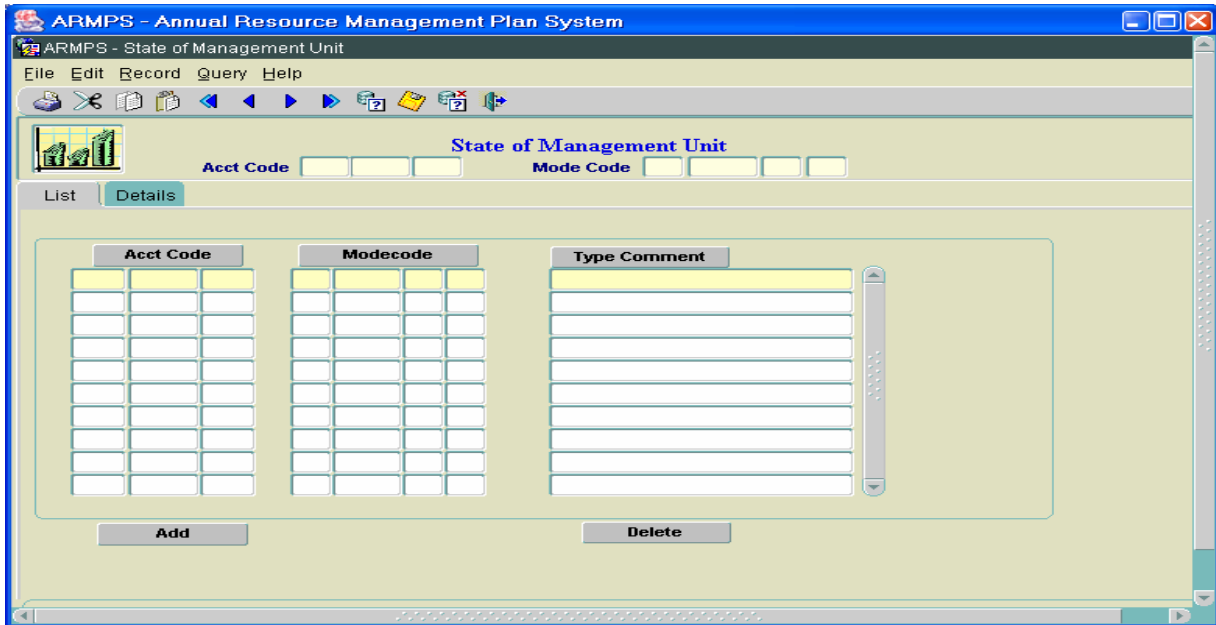 ARMPS - Annual Resource Management Plan System
ARMPS - State of Management Unit
File Edit Record Query Help
State of Management Unit
Acct Code Mode Code
List Details
Acct Code Modecode Type Comment
Add Delete